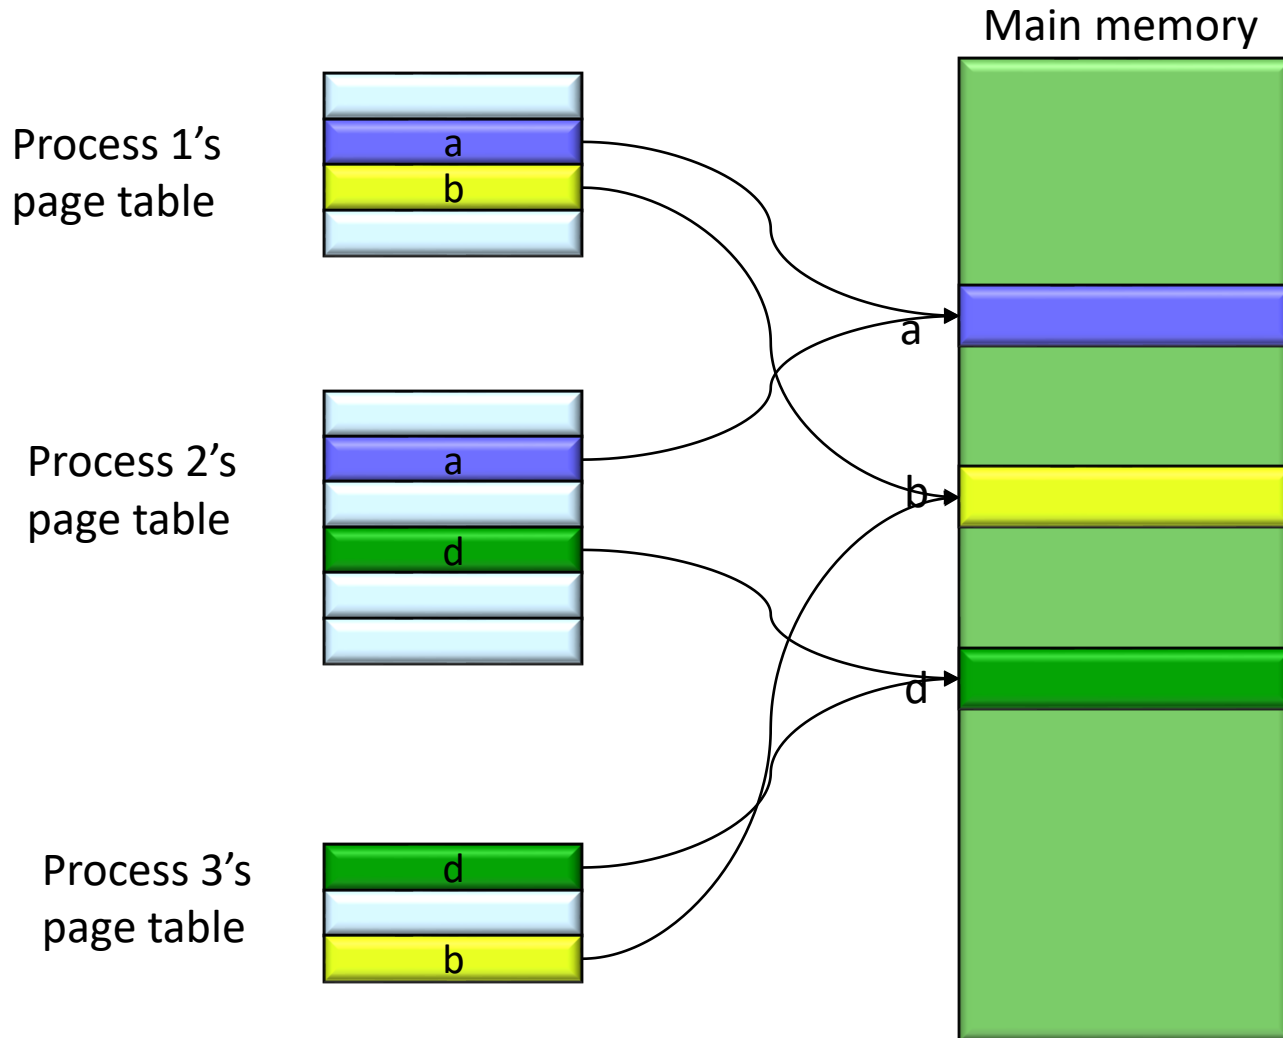 Main memory
Process 1’s
page table
a
b
a
Process 2’s
page table
a
d
b
d
Process 3’s
page table
d
b